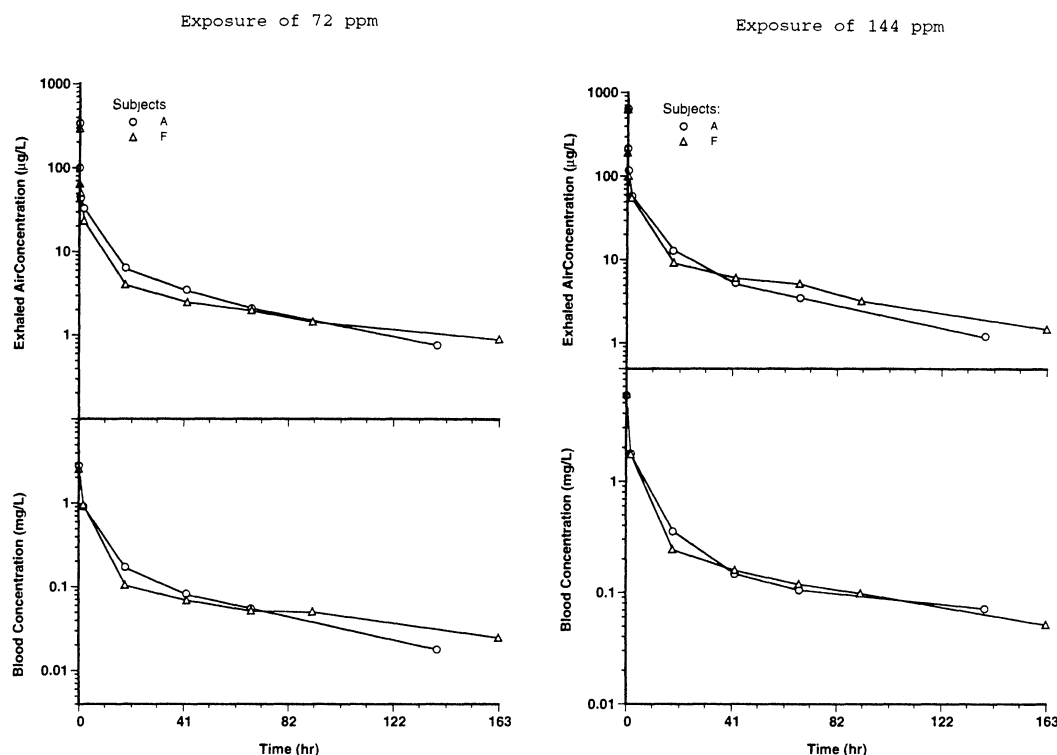 Exposure of 72 ppm
Exhaled AirConcentration (µg/L)
1000
100
10
1
Subjects
A
F
Blood Concentration (mg/L)
1
0.1
0.01
0 41 82 122 163
Time (hr)
Exposure of 144 ppm
Exhaled AirConcentration (µg/L)
1000
100
10
1
Subjects:
A
F
Blood Concentration (mg/L)
1
0.1
0.01
0 41 82 122 163
Time (hr)